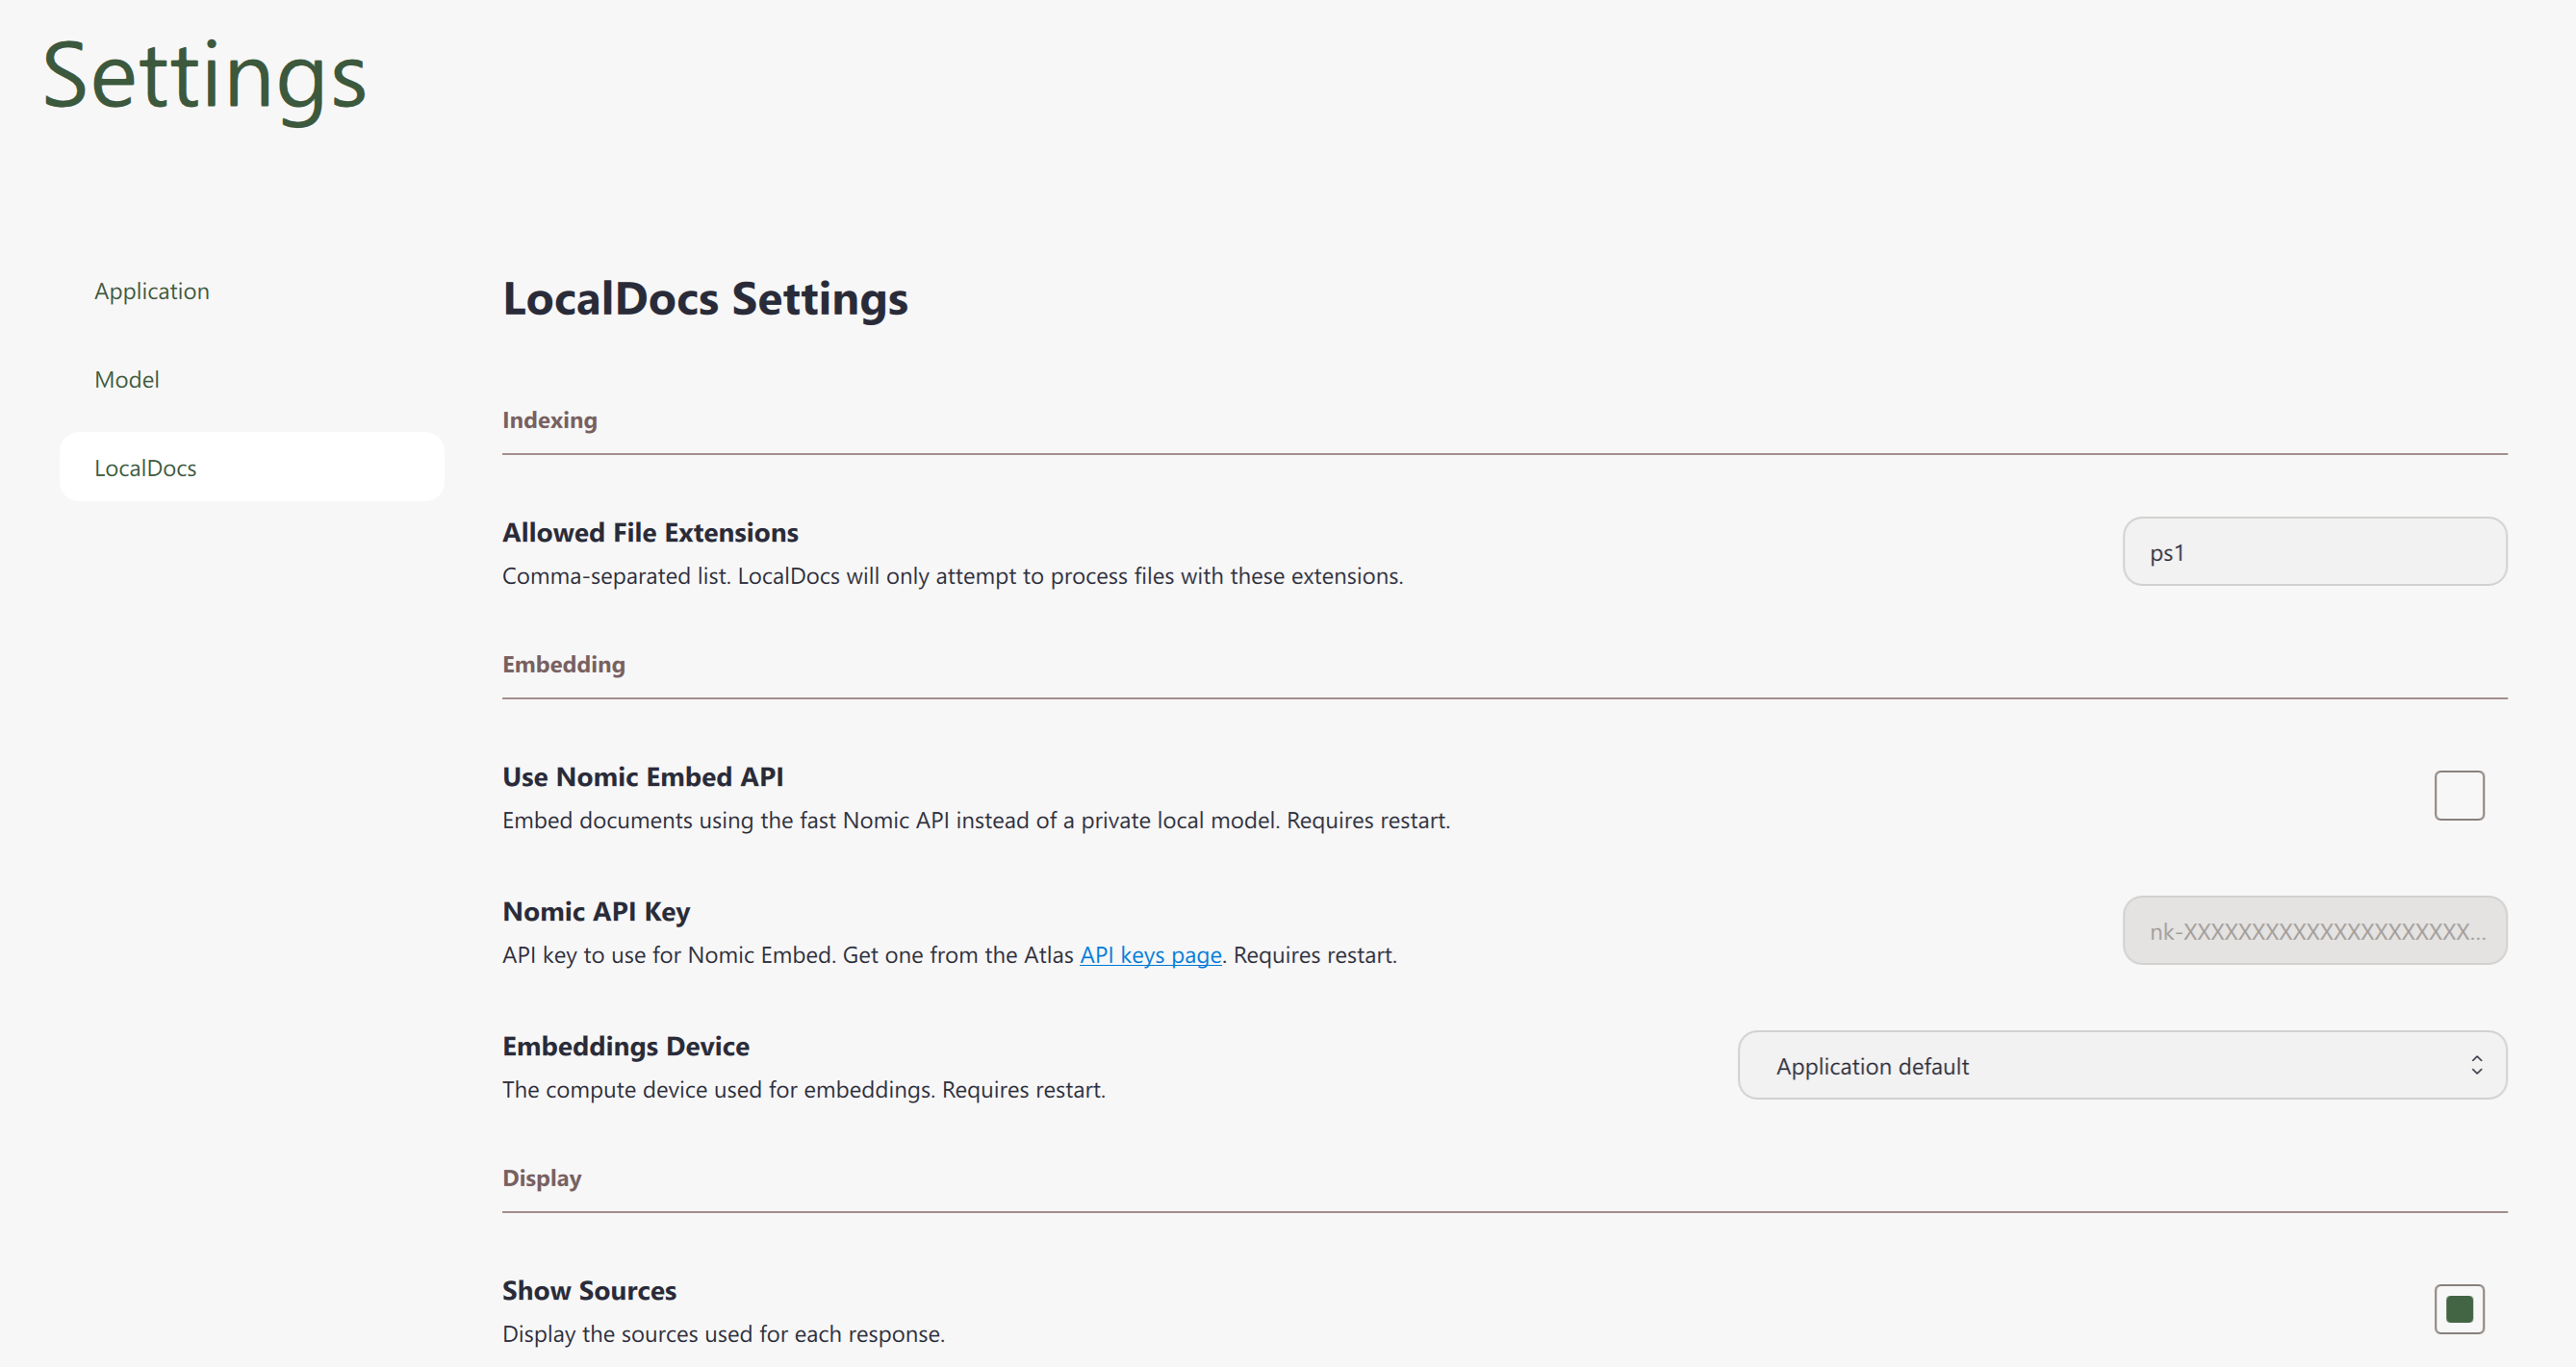 Settings
Application
Model
LocalDocs
LocalDocs Settings
Indexing
Allowed File Extensions
Comma-separated list. LocalDocs will only attempt to process files with these extensions.
ps1
Embedding
Use Nomic Embed API
Embed documents using the fast Nomic API instead of a private local model. Requires restart.
Nomic API Key
API key to use for Nomic Embed. Get one from the Atlas API keys page. Requires restart.
nk-XXXXXXXXXXXXXXXXXXXXX...
Embeddings Device
The compute device used for embeddings. Requires restart.
Application default
Display
Show Sources
Display the sources used for each response.